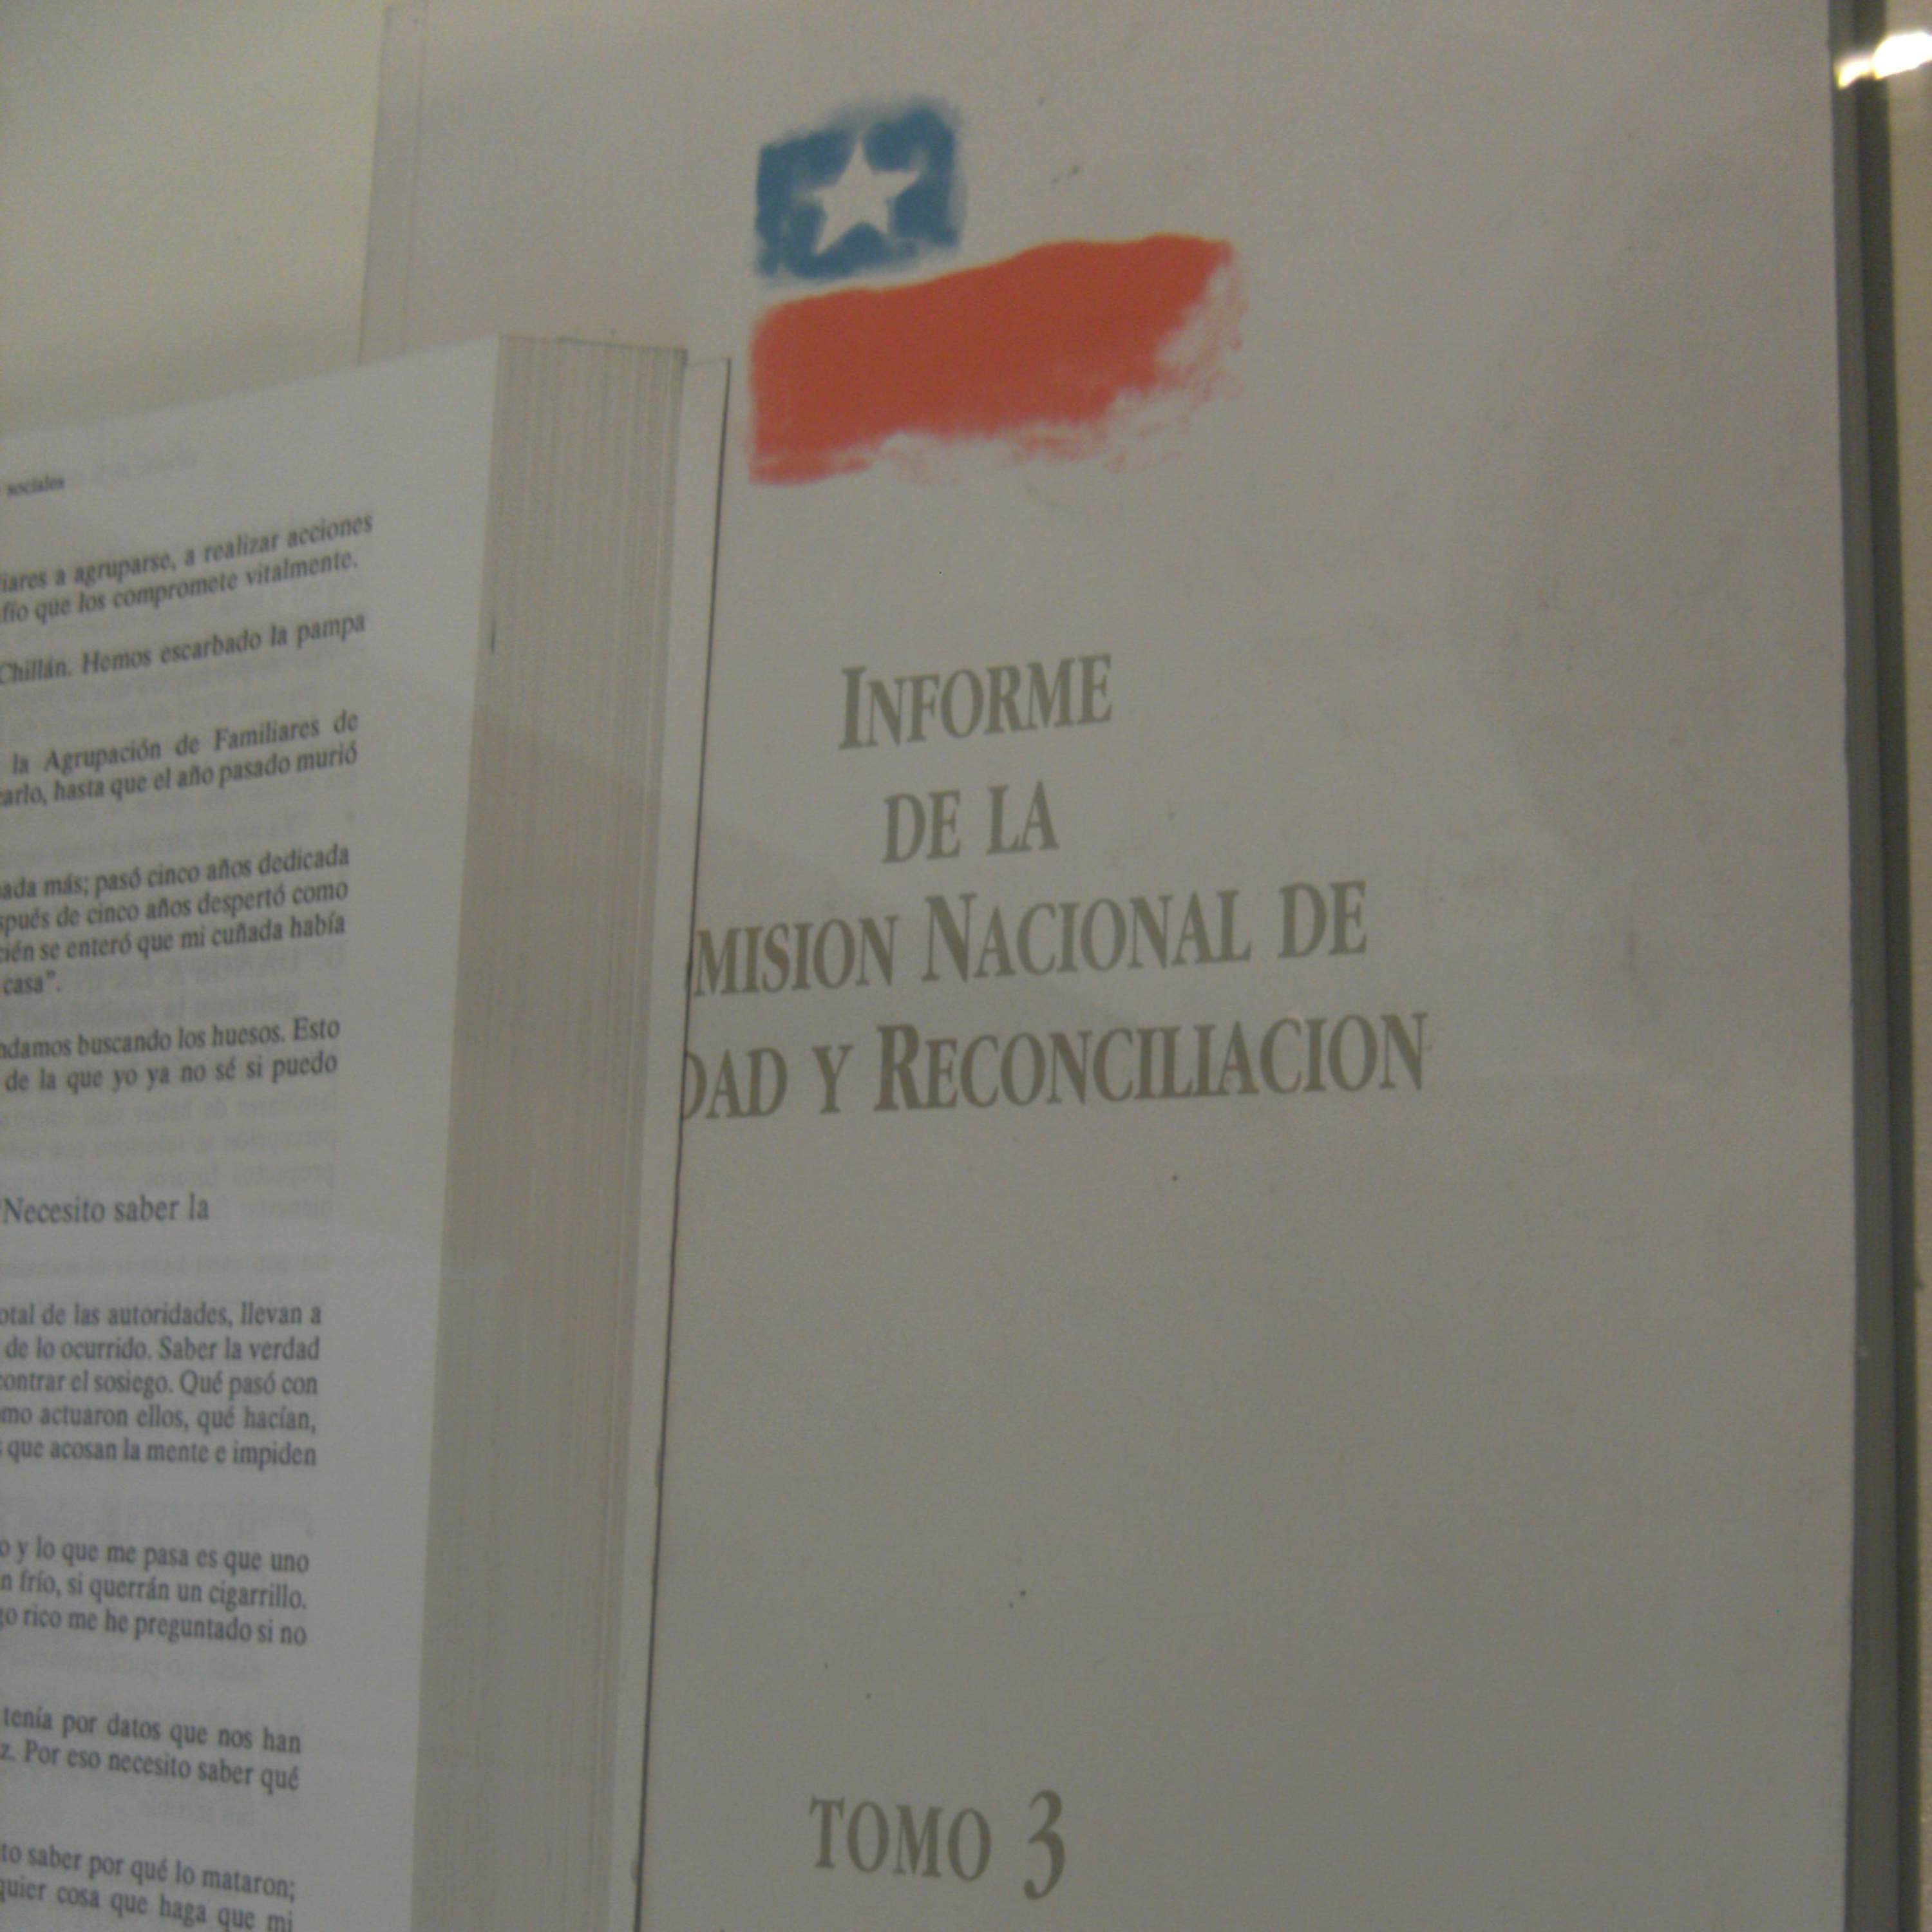 sociales
iares a agruparse, a realizar acciones
fío que los compromete vitalmente.
Chillán. Hemos escarbado la pampa
la Agrupación de Familiares de
carlo, hasta que el año pasado murió
nada más; pasó cinco años dedicada
spués de cinco años despertó como
cién se enteró que mi cuñada había
casa".
ndamos buscando los huesos. Esto
de la que yo ya no sé si puedo
"Necesito saber la
otal de las autoridades, llevan a
de lo ocurrido. Saber la verdad
contrar el sosiego. Qué pasó con
mo actuaron ellos, qué hacían,
s que acosan la mente e impiden
o y lo que me pasa es que uno
n frío, si querrán un cigarrillo.
go rico me he preguntado si no
tenía por datos que nos han
z. Por eso necesito saber qué
to saber por qué lo mataron;
quier cosa que haga que mi
INFORME
DE LA
MISION NACIONAL DE
DAD Y RECONCILIACION
TOMO 3